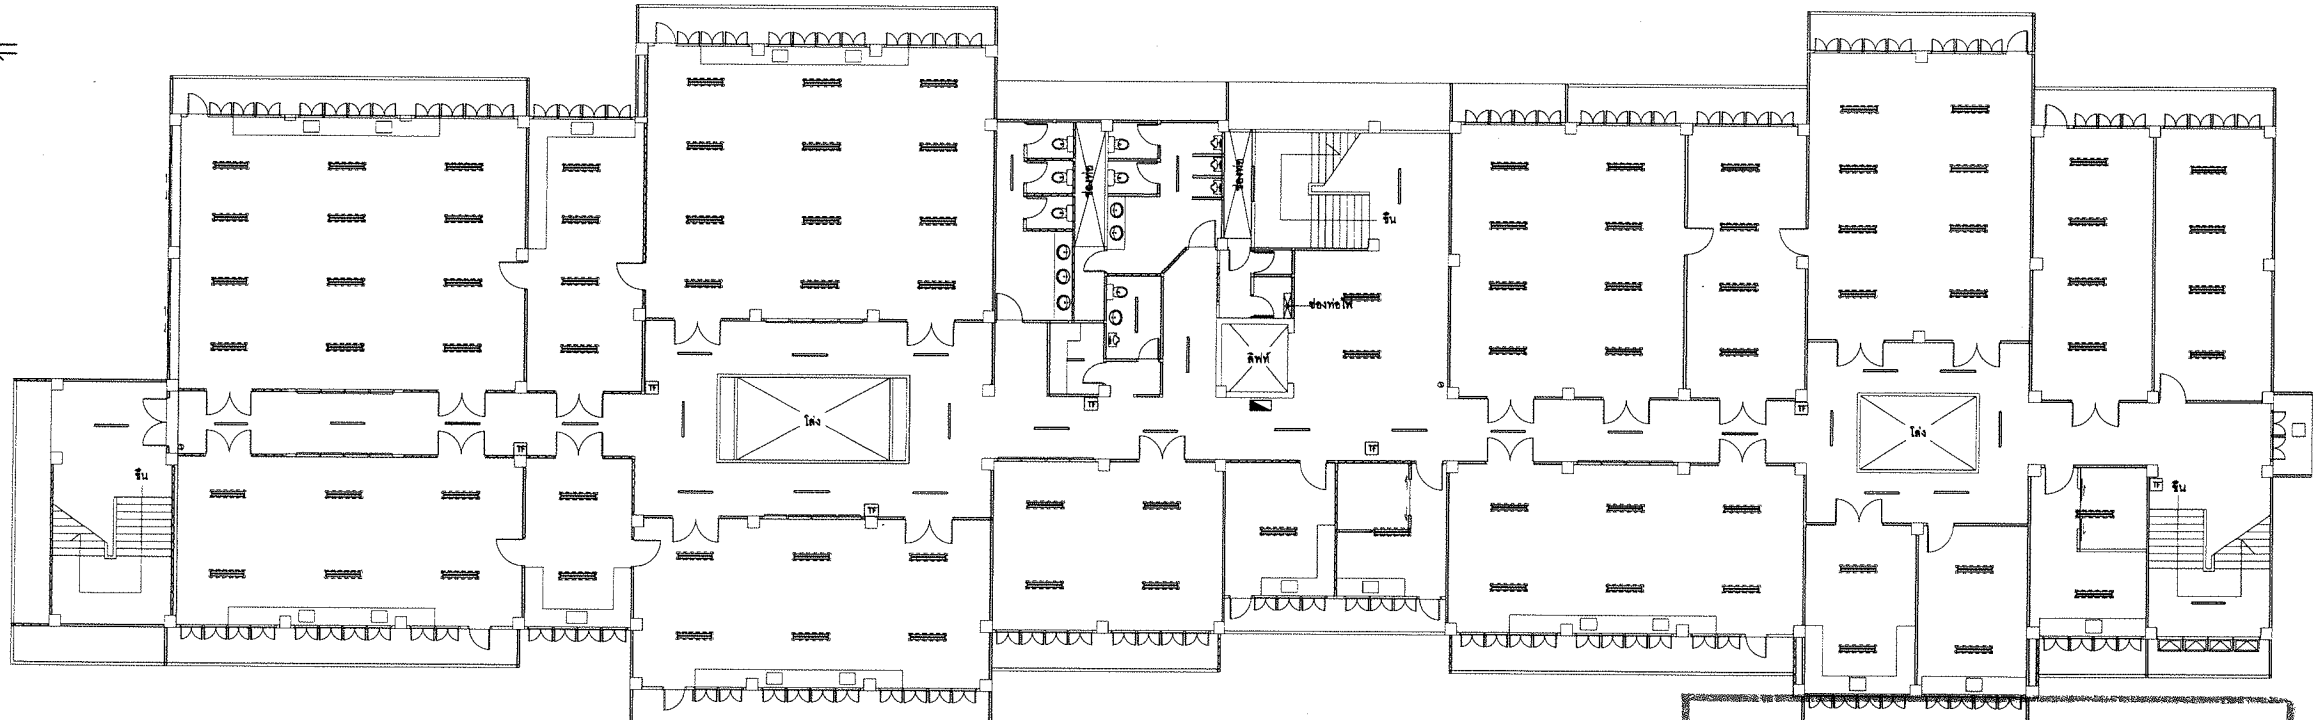 ช่องท่อ
ช่องท่อ
ขึ้น
ช่องท่อไฟ
ลิฟท์
TF
TF
TF
โล่ง
โล่ง
TF
TF
ขึ้น
TF
ขึ้น
TF